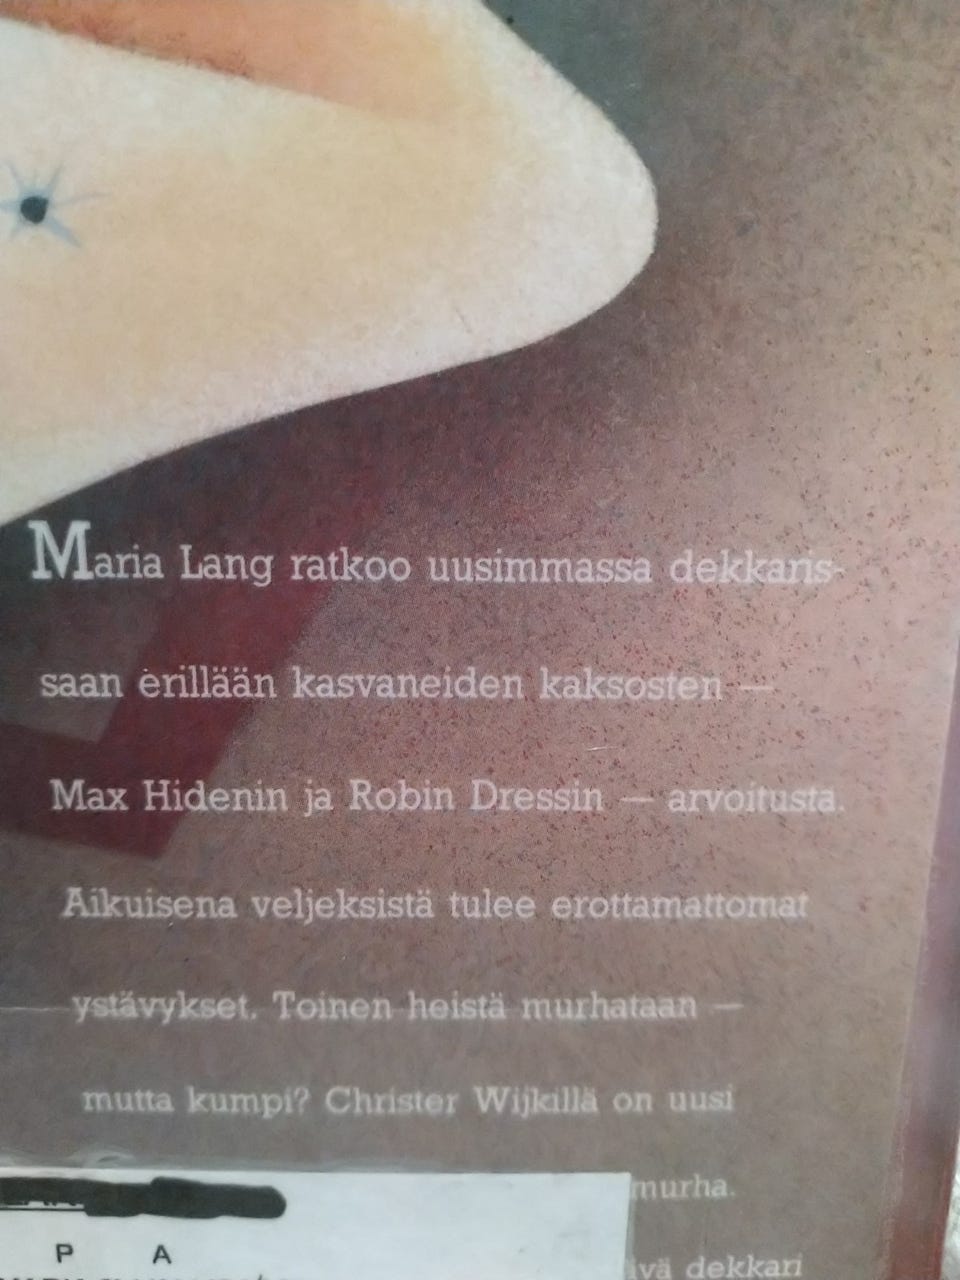 Maria Lang ratkoo uusimmassa dekkaris-
saan erillään kasvaneiden kaksosten —
Max Hidenin ja Robin Dressin — arvoitusta.
Aikuisena veljeksistä tulee erottamattomat
ystävykset. Toinen heistä murhataan —
mutta kumpi? Christer Wijkillä on uusi
murha.
dekkari
P A